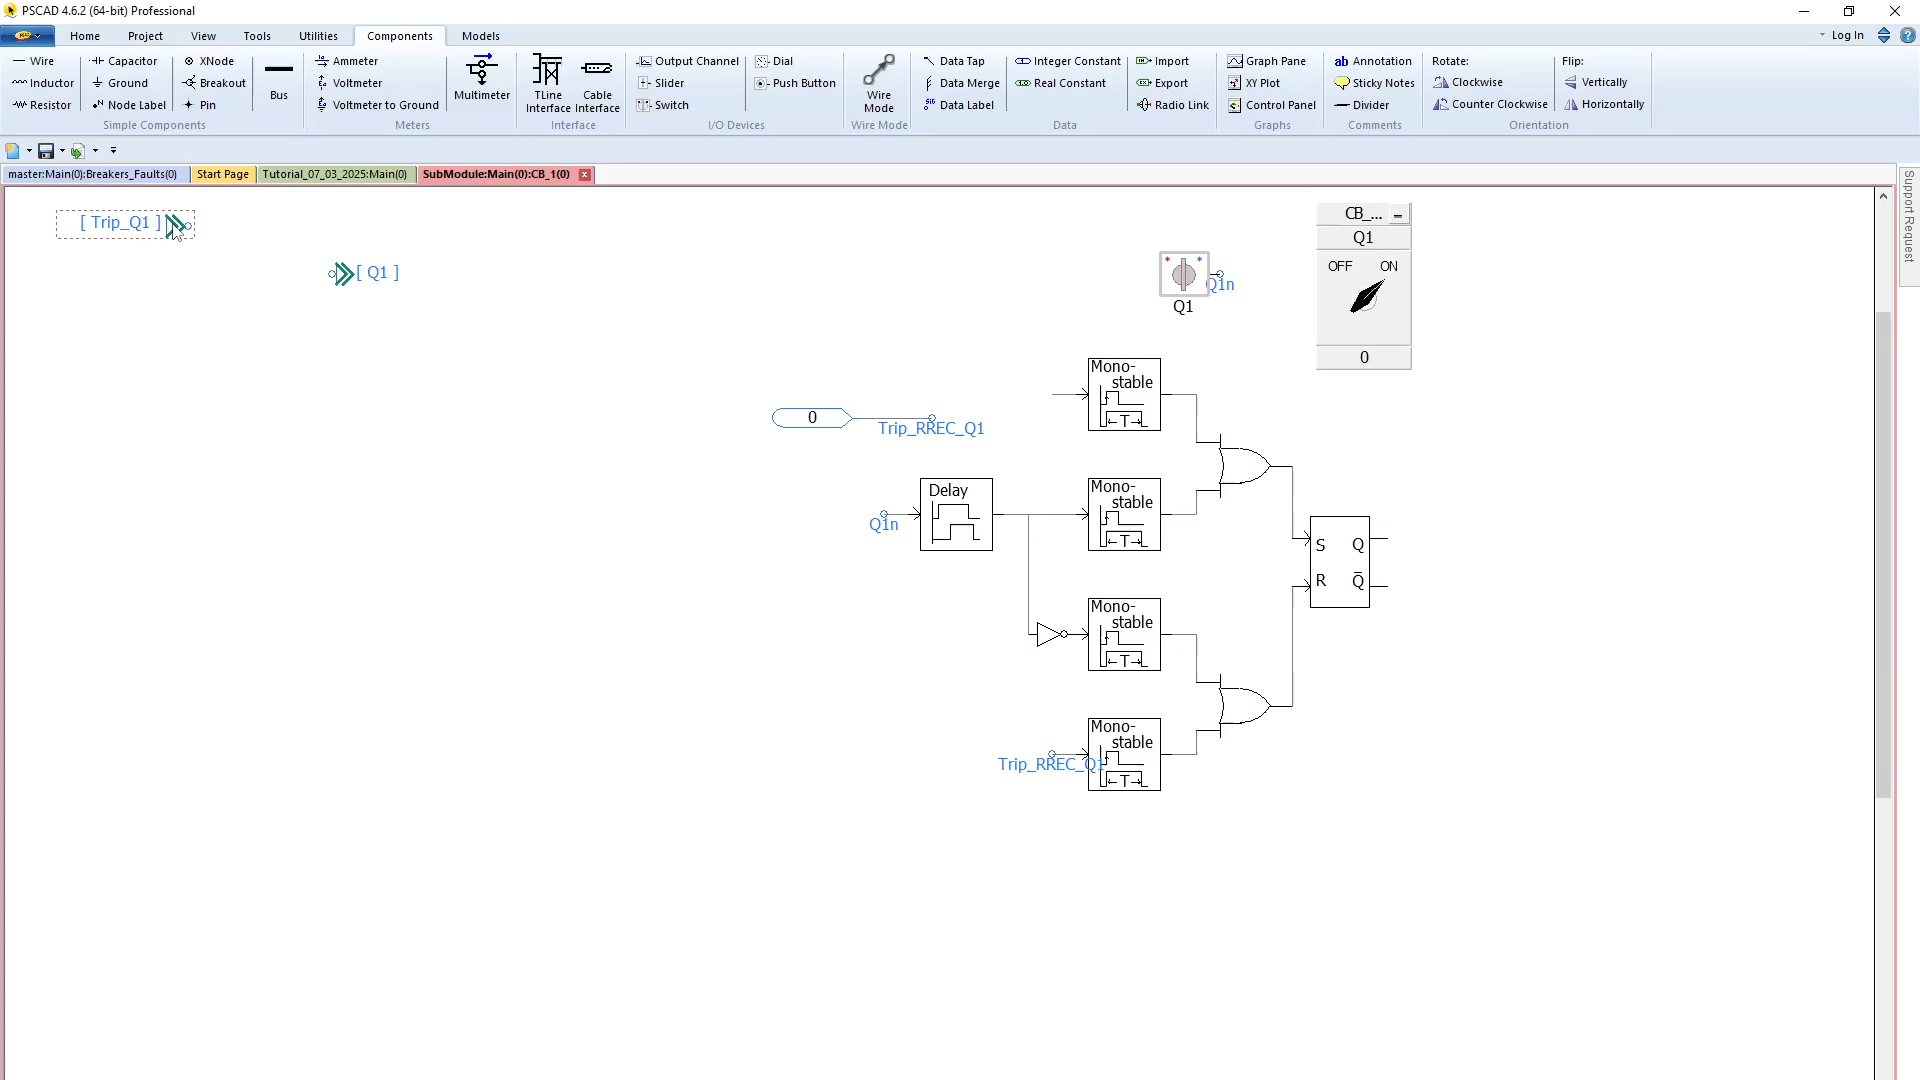 PSCAD 4.6.2 (64-bit) Professional
Home Project View Tools Utilities Components Models
Log In
Wire Capacitor XNode
Inductor Ground Breakout
Resistor Node Label Pin
Bus
Simple Components
Ammeter
Voltmeter
Voltmeter to Ground
Multimeter
Meters
TLine Interface
Cable Interface
Interface
Output Channel Dial
Slider Push Button
Switch
I/O Devices
Wire Mode
Wire Mode
Data Tap Integer Constant Import
Data Merge Real Constant Export
Data Label Radio Link
Data
Graph Pane
XY Plot
Control Panel
Graphs
ab Annotation
Sticky Notes
Divider
Comments
Rotate: Flip:
Clockwise Vertically
Counter Clockwise Horizontally
Orientation
master:Main(0):Breakers_Faults(0) Start Page Tutorial_07_03_2025:Main(0) SubModule:Main(0):CB_1(0)
Support Request
[ Trip_Q1 ]
[ Q1 ]
Q1n
Q1
CB_...
Q1
OFF ON
0
Mono-
stable
T
0
Trip_RREC_Q1
Delay
Q1n
Mono-
stable
T
S Q
R Q̅
Mono-
stable
T
Mono-
stable
T
Trip_RREC_Q1